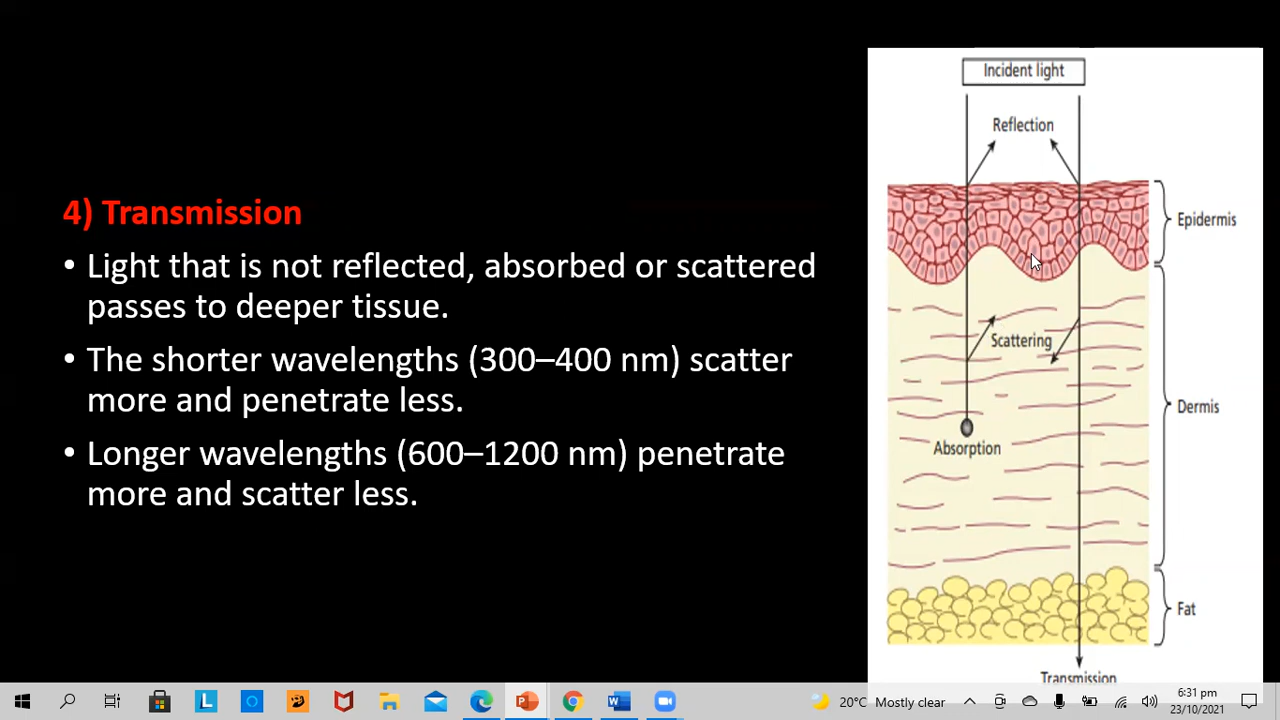 4) Transmission
• Light that is not reflected, absorbed or scattered
passes to deeper tissue.
• The shorter wavelengths (300–400 nm) scatter
more and penetrate less.
• Longer wavelengths (600–1200 nm) penetrate
more and scatter less.
Incident light
Reflection
Epidermis
Scattering
Dermis
Absorption
Fat
Transmission
L
P
W
20°C Mostly clear
6:31 pm
23/10/2021